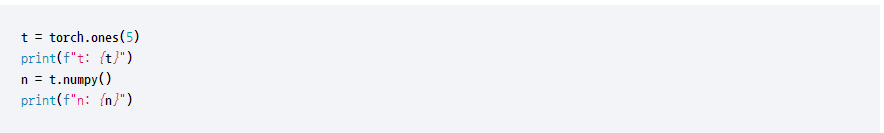 t = torch.ones(5)
print(f"t: {t}")
n = t.numpy()
print(f"n: {n}")